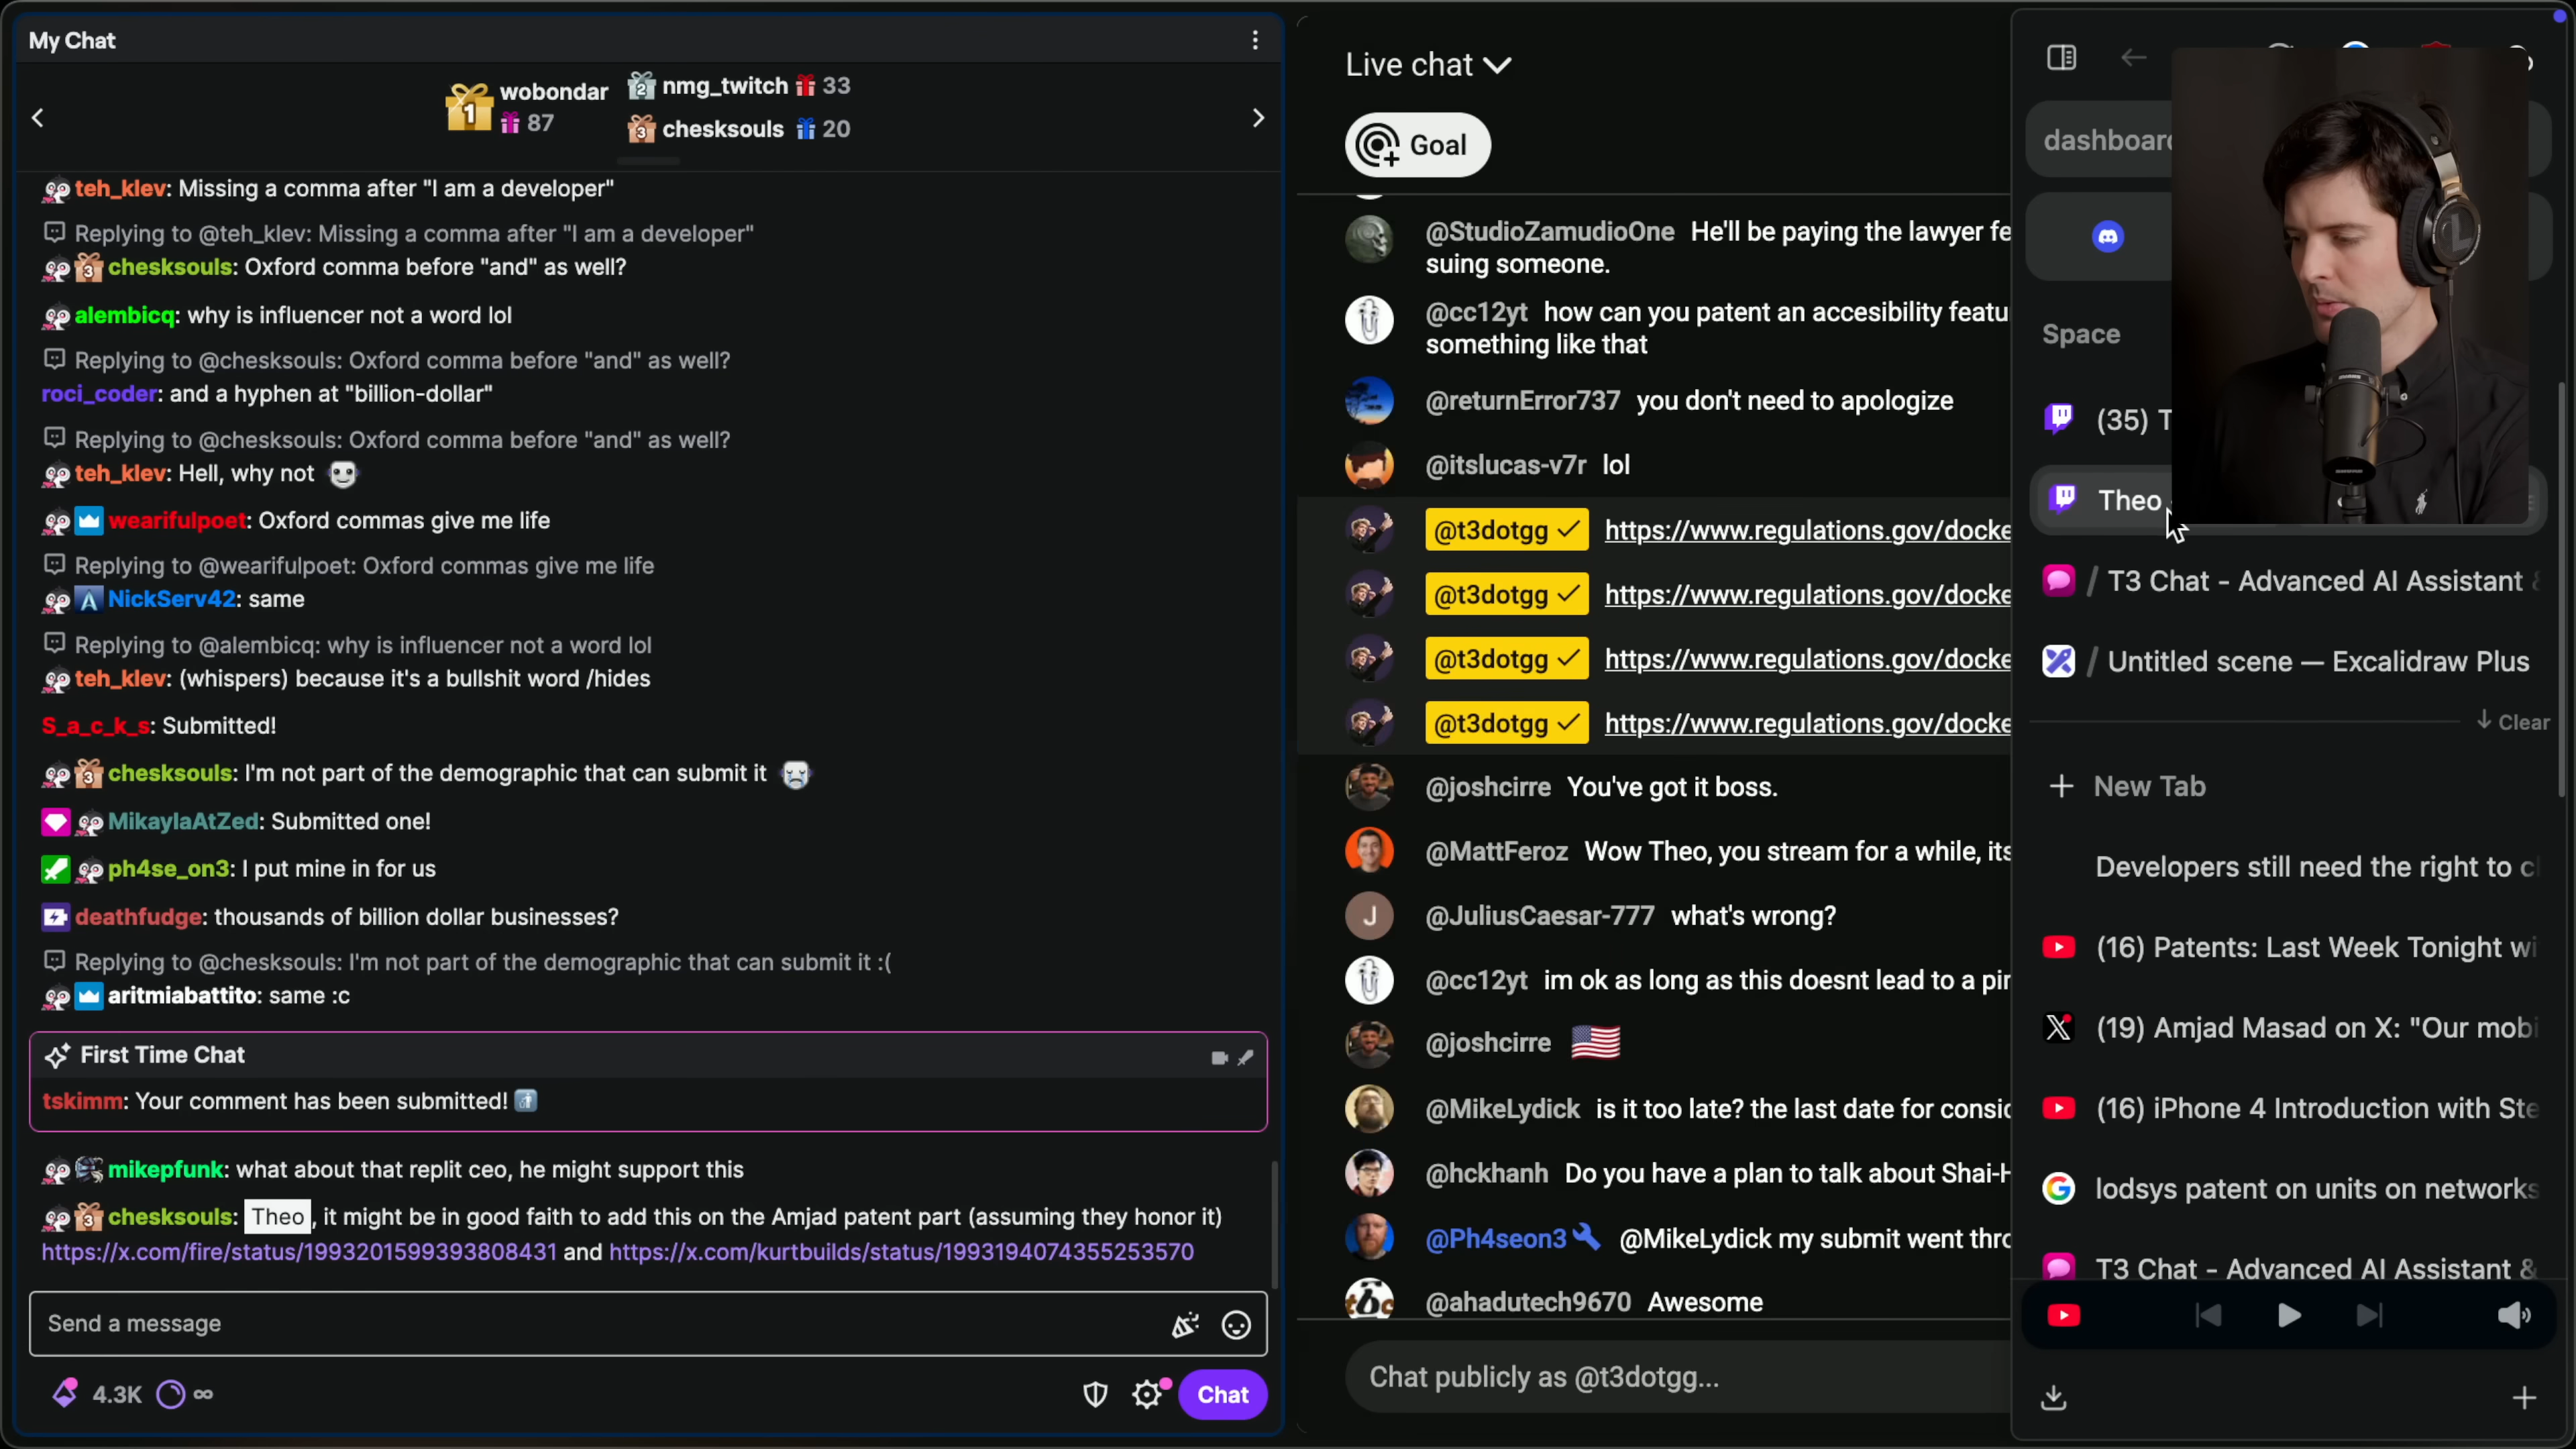 My Chat
wobondar
87
nmg_twitch 33
chesksouls 20
teh_klev: Missing a comma after "I am a developer"
Replying to @teh_klev: Missing a comma after "I am a developer"
chesksouls: Oxford comma before "and" as well?
alembicq: why is influencer not a word lol
Replying to @chesksouls: Oxford comma before "and" as well?
roci_coder: and a hyphen at "billion-dollar"
Replying to @chesksouls: Oxford comma before "and" as well?
teh_klev: Hell, why not
wearifulpoet: Oxford commas give me life
Replying to @wearifulpoet: Oxford commas give me life
NickServ42: same
Replying to @alembicq: why is influencer not a word lol
teh_klev: (whispers) because it's a bullshit word /hides
S_a_c_k_s: Submitted!
chesksouls: I'm not part of the demographic that can submit it
MikaylaAtZed: Submitted one!
ph4se_on3: I put mine in for us
deathfudge: thousands of billion dollar businesses?
Replying to @chesksouls: I'm not part of the demographic that can submit it :(
aritmiabattito: same :c
First Time Chat
tskimm: Your comment has been submitted!
mikepfunk: what about that replit ceo, he might support this
chesksouls: Theo, it might be in good faith to add this on the Amjad patent part (assuming they honor it)
https://x.com/fire/status/1993201599393808431 and https://x.com/kurtbuilds/status/1993194074355253570
Send a message
4.3K ∞
Chat
Live chat
Goal
@StudioZamudioOne He'll be paying the lawyer fe
suing someone.
@cc12yt how can you patent an accesibility featu
something like that
@returnError737 you don't need to apologize
@itslucas-v7r lol
@t3dotgg https://www.regulations.gov/docke
@t3dotgg https://www.regulations.gov/docke
@t3dotgg https://www.regulations.gov/docke
@t3dotgg https://www.regulations.gov/docke
@joshcirre You've got it boss.
@MattFeroz Wow Theo, you stream for a while, its
J @JuliusCaesar-777 what's wrong?
@cc12yt im ok as long as this doesnt lead to a pir
@joshcirre
@MikeLydick is it too late? the last date for consid
@hckhanh Do you have a plan to talk about Shai-H
@Ph4seon3 @MikeLydick my submit went thro
@ahadutech9670 Awesome
Chat publicly as @t3dotgg...
dashboard
Space
(35) T
Theo
/ T3 Chat - Advanced AI Assistant &
/ Untitled scene — Excalidraw Plus
Clear
New Tab
Developers still need the right to cl
(16) Patents: Last Week Tonight wi
(19) Amjad Masad on X: "Our mobi
(16) iPhone 4 Introduction with Ste
lodsys patent on units on networks
T3 Chat - Advanced AI Assistant &